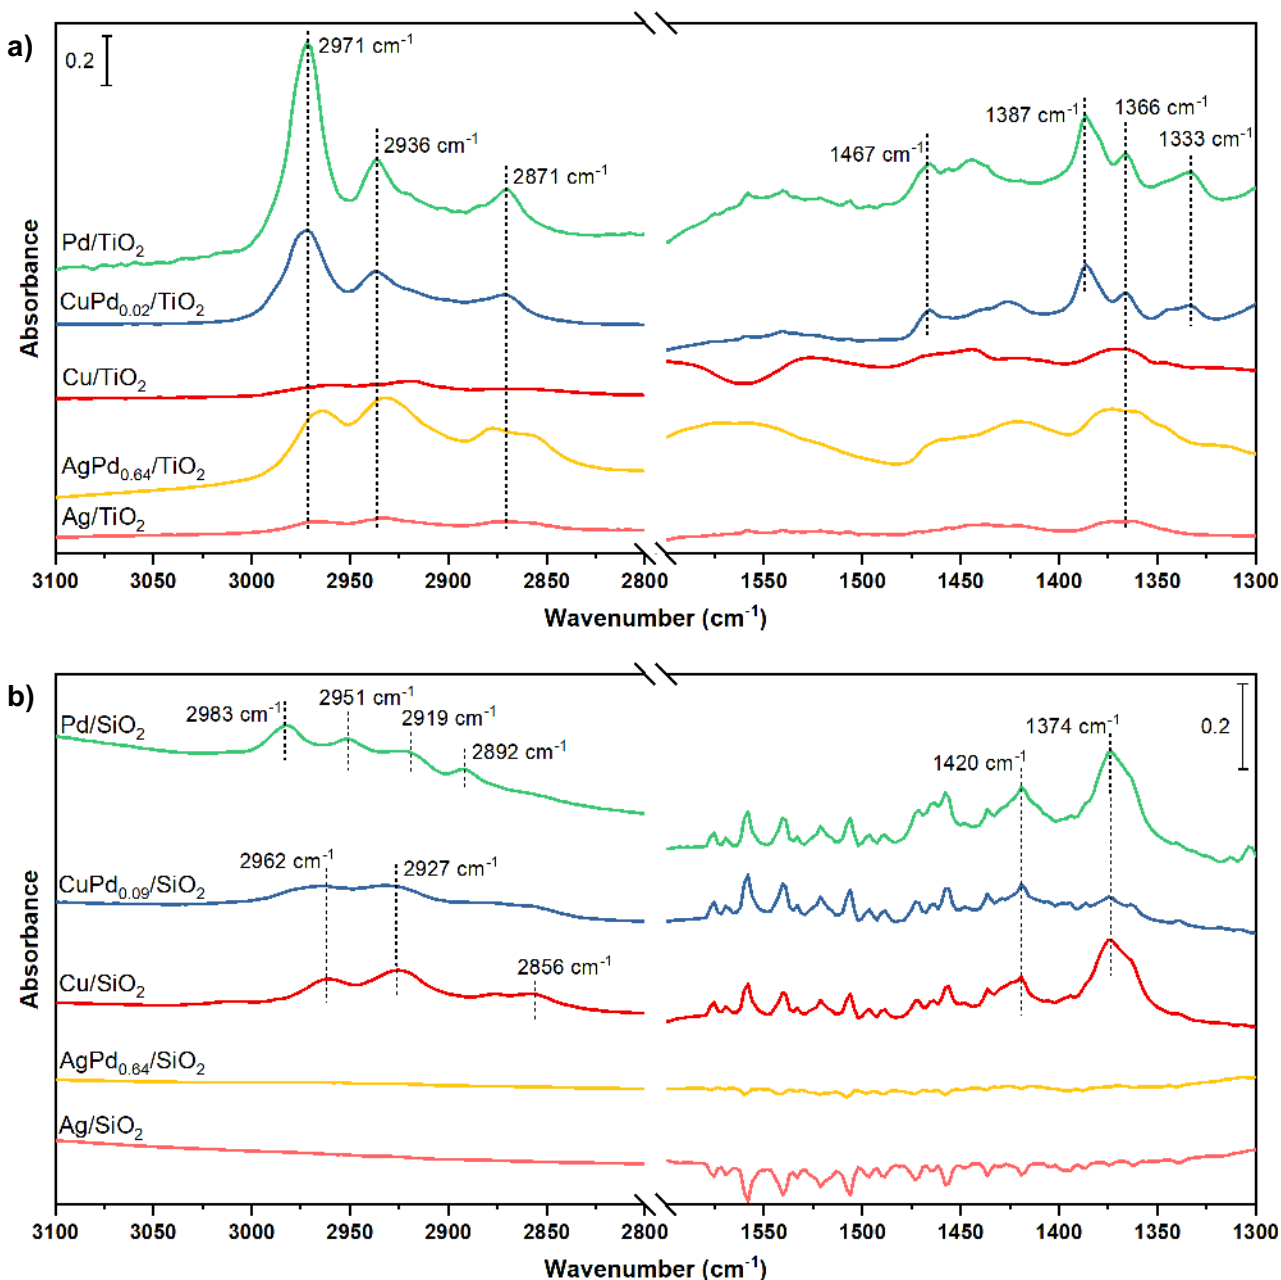 a)
0.2
2971 cm⁻¹
2936 cm⁻¹
2871 cm⁻¹
1467 cm⁻¹
1387 cm⁻¹
1366 cm⁻¹
1333 cm⁻¹
Pd/TiO₂
CuPd₀.₀₂/TiO₂
Cu/TiO₂
AgPd₀.₆₄/TiO₂
Ag/TiO₂
Absorbance
3100 3050 3000 2950 2900 2850 2800 1550 1500 1450 1400 1350 1300
Wavenumber (cm⁻¹)
b)
0.2
Pd/SiO₂
2983 cm⁻¹
2951 cm⁻¹
2919 cm⁻¹
2892 cm⁻¹
1420 cm⁻¹
1374 cm⁻¹
CuPd₀.₀₉/SiO₂
2962 cm⁻¹
2927 cm⁻¹
2856 cm⁻¹
Cu/SiO₂
AgPd₀.₆₄/SiO₂
Ag/SiO₂
Absorbance
3100 3050 3000 2950 2900 2850 2800 1550 1500 1450 1400 1350 1300
Wavenumber (cm⁻¹)